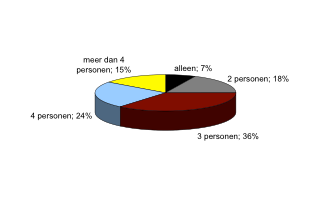 meer dan 4
personen; 15%
alleen; 7%
2 personen; 18%
4 personen; 24%
3 personen; 36%